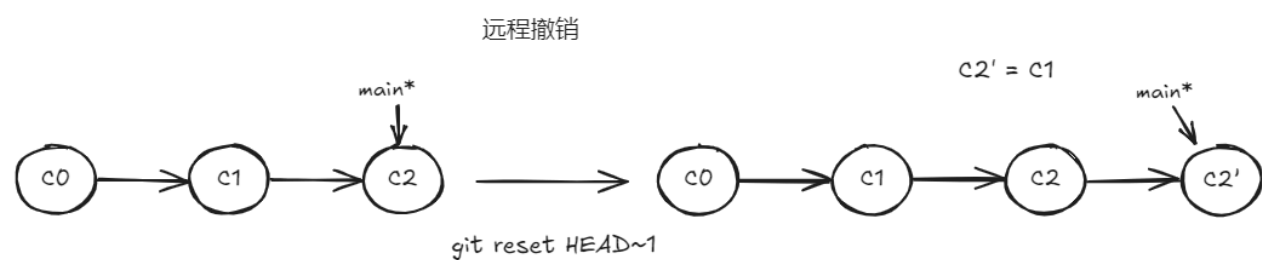 远程撤销
C2' = C1
main*
main*
C0
C1
C2
C0
C1
C2
C2'
git reset HEAD~1